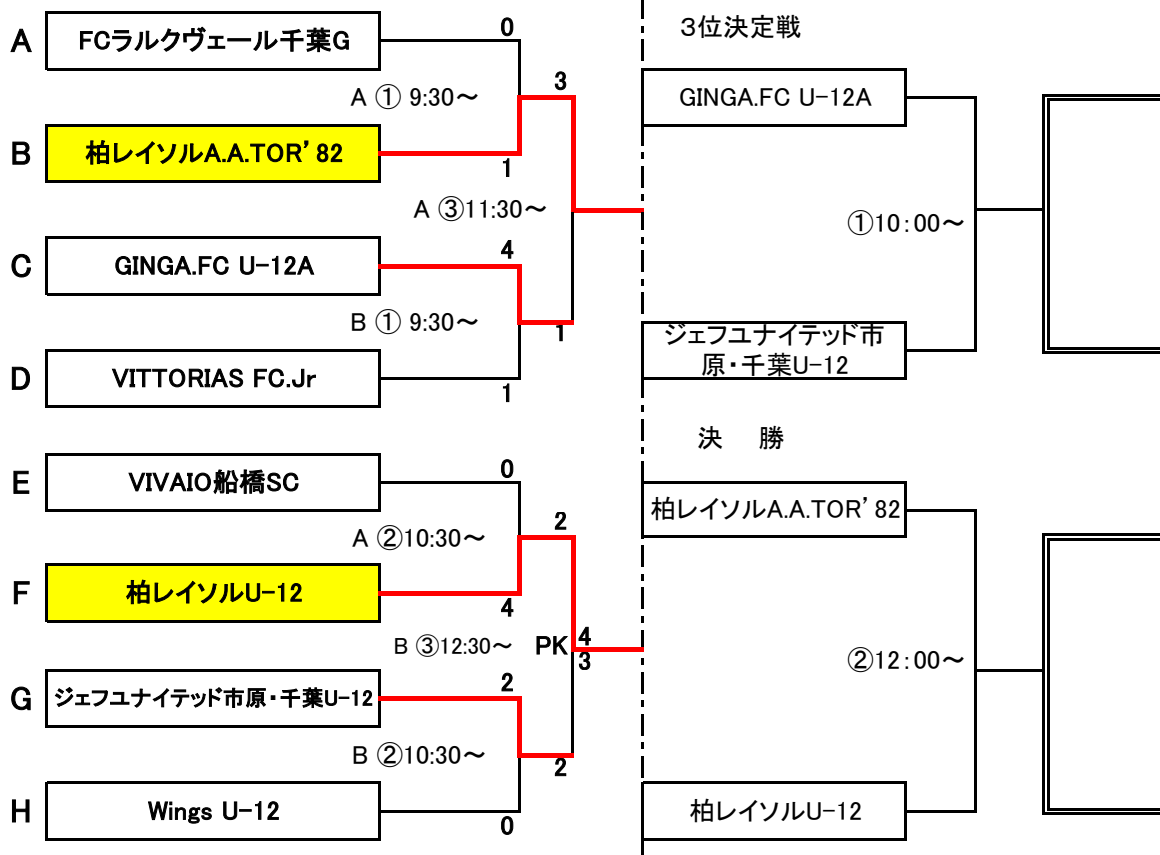 A
FCラルクヴェール千葉G
0
A ① 9:30～
3
B
柏レイソルA.A.TOR’82
1
A ③11:30～
C
GINGA.FC U-12A
4
B ① 9:30～
1
D
VITTORIAS FC.Jr
1
E
VIVAIO船橋SC
0
A ②10:30～
2
F
柏レイソルU-12
4
B ③12:30～
PK
4
3
G
ジェフユナイテッド市原・千葉U-12
2
B ②10:30～
2
H
Wings U-12
0
３位決定戦
GINGA.FC U-12A
①10：00～
ジェフユナイテッド市
原・千葉U-12
決 勝
柏レイソルA.A.TOR’82
②12：00～
柏レイソルU-12